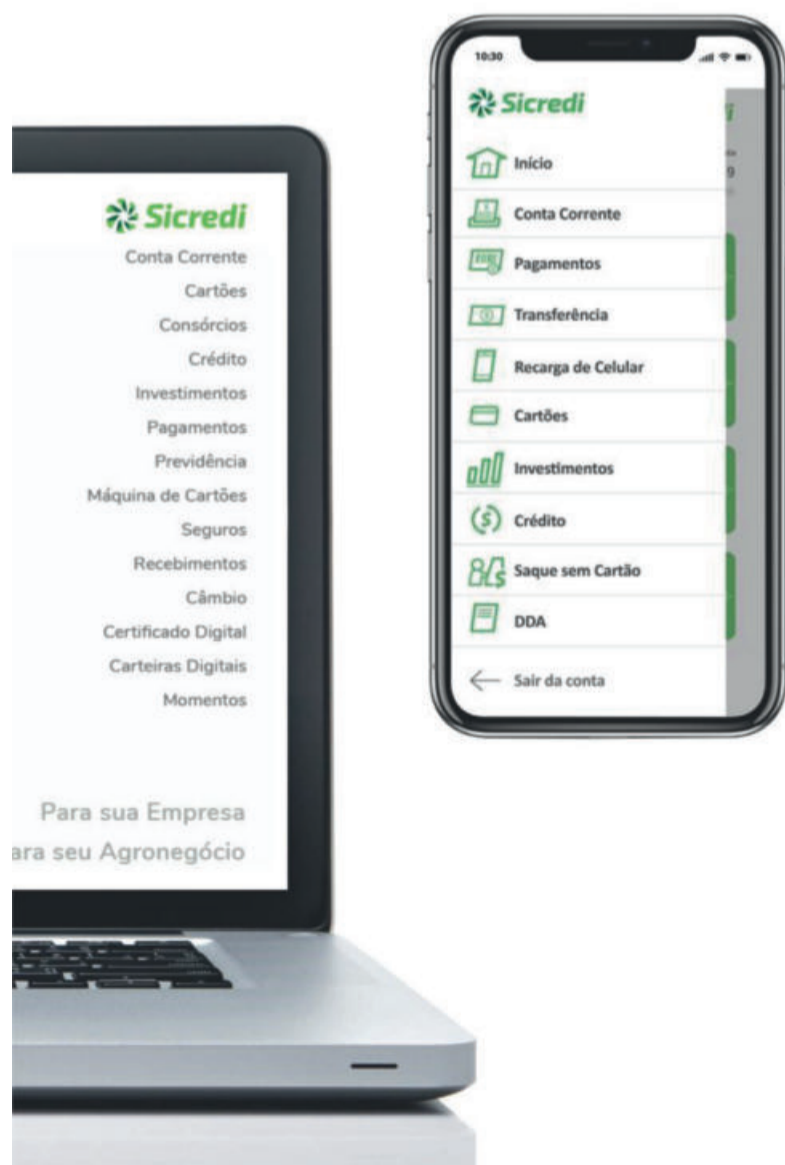 Sicredi
Conta Corrente
Cartões
Consórcios
Crédito
Investimentos
Pagamentos
Previdência
Máquina de Cartões
Seguros
Recebimentos
Câmbio
Certificado Digital
Carteiras Digitais
Momentos
Para sua Empresa
ara seu Agronegócio
10:30
Sicredi
Início
Conta Corrente
Pagamentos
Transferência
Recarga de Celular
Cartões
Investimentos
Crédito
Saque sem Cartão
DDA
Sair da conta